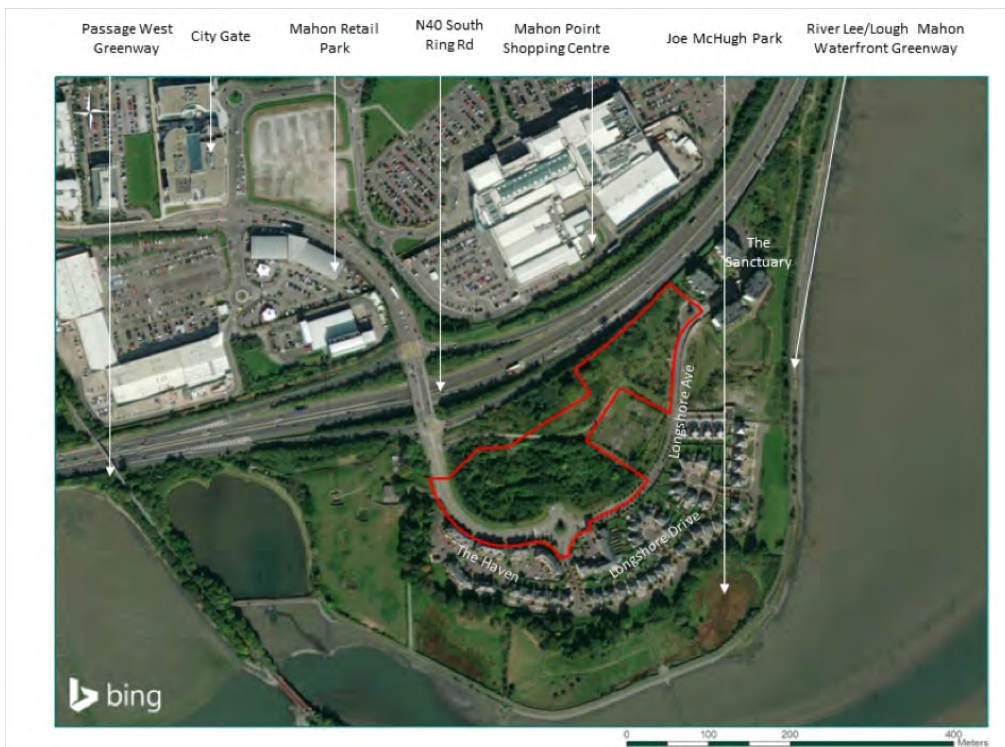 Passage West
Greenway
City Gate
Mahon Retail
Park
N40 South
Ring Rd
Mahon Point
Shopping Centre
Joe McHugh Park
River Lee/Lough Mahon
Waterfront Greenway
The
Sanctuary
Longshore Ave
Longshore Drive
The Haven
bing
0 100 200 400
Meters